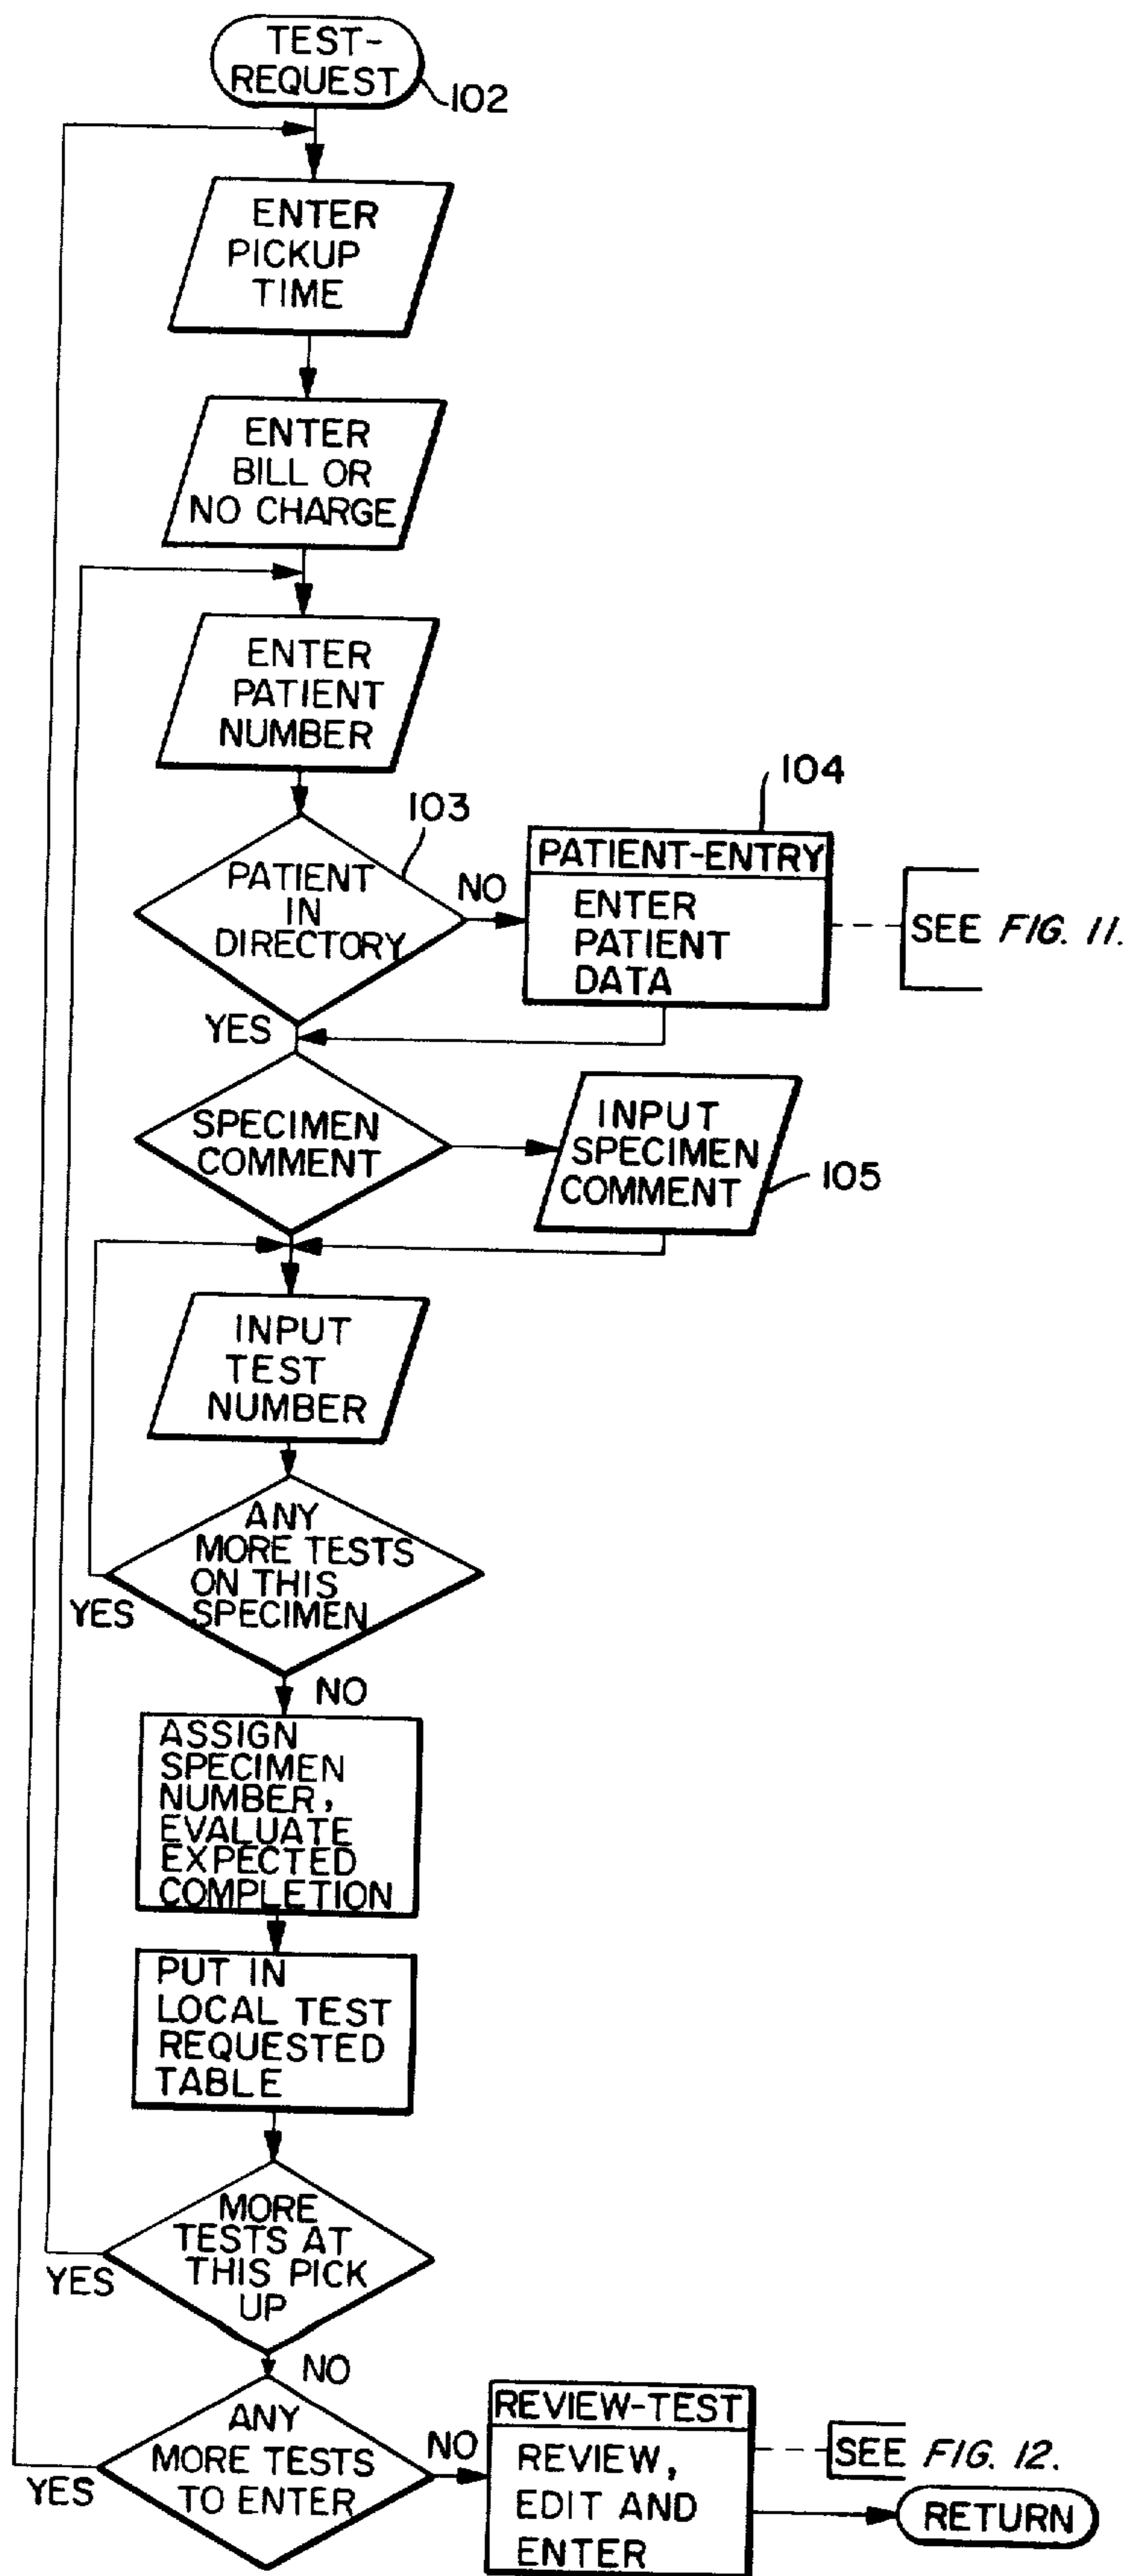 TEST-
REQUEST
102
ENTER
PICKUP
TIME
ENTER
BILL OR
NO CHARGE
ENTER
PATIENT
NUMBER
103
PATIENT
IN
DIRECTORY
NO
104
PATIENT-ENTRY
ENTER
PATIENT
DATA
SEE FIG. 11.
YES
SPECIMEN
COMMENT
INPUT
SPECIMEN
COMMENT
105
INPUT
TEST
NUMBER
ANY
MORE TESTS
ON THIS
SPECIMEN
YES
NO
ASSIGN
SPECIMEN
NUMBER,
EVALUATE
EXPECTED
COMPLETION
PUT IN
LOCAL TEST
REQUESTED
TABLE
MORE
TESTS AT
THIS PICK
UP
YES
NO
ANY
MORE TESTS
TO ENTER
YES
NO
REVIEW-TEST
REVIEW,
EDIT AND
ENTER
SEE FIG. 12.
RETURN